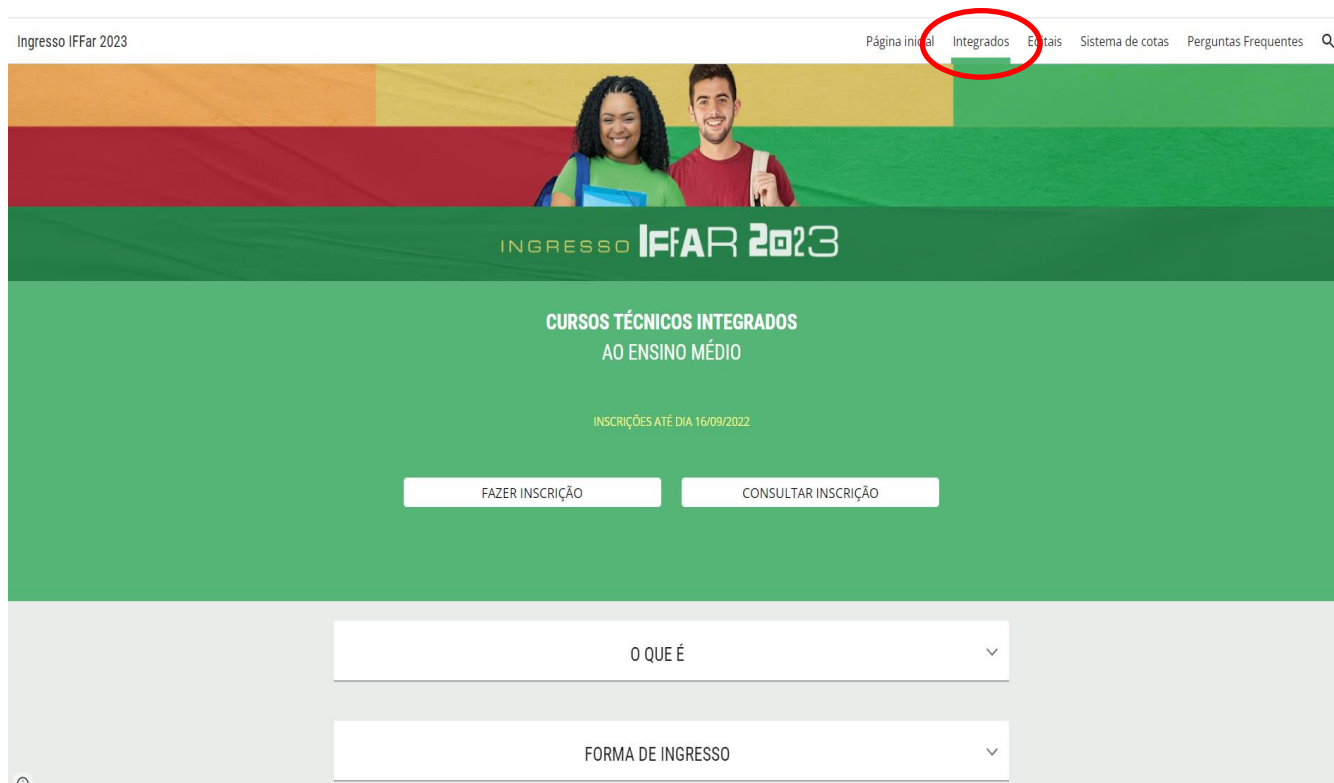 Ingresso IFFar 2023
Página inicial Integrados Editais Sistema de cotas Perguntas Frequentes
INGRESSO IFFAR 2023
CURSOS TÉCNICOS INTEGRADOS
AO ENSINO MÉDIO
INSCRIÇÕES ATÉ DIA 16/09/2022
FAZER INSCRIÇÃO CONSULTAR INSCRIÇÃO
O QUE É
FORMA DE INGRESSO